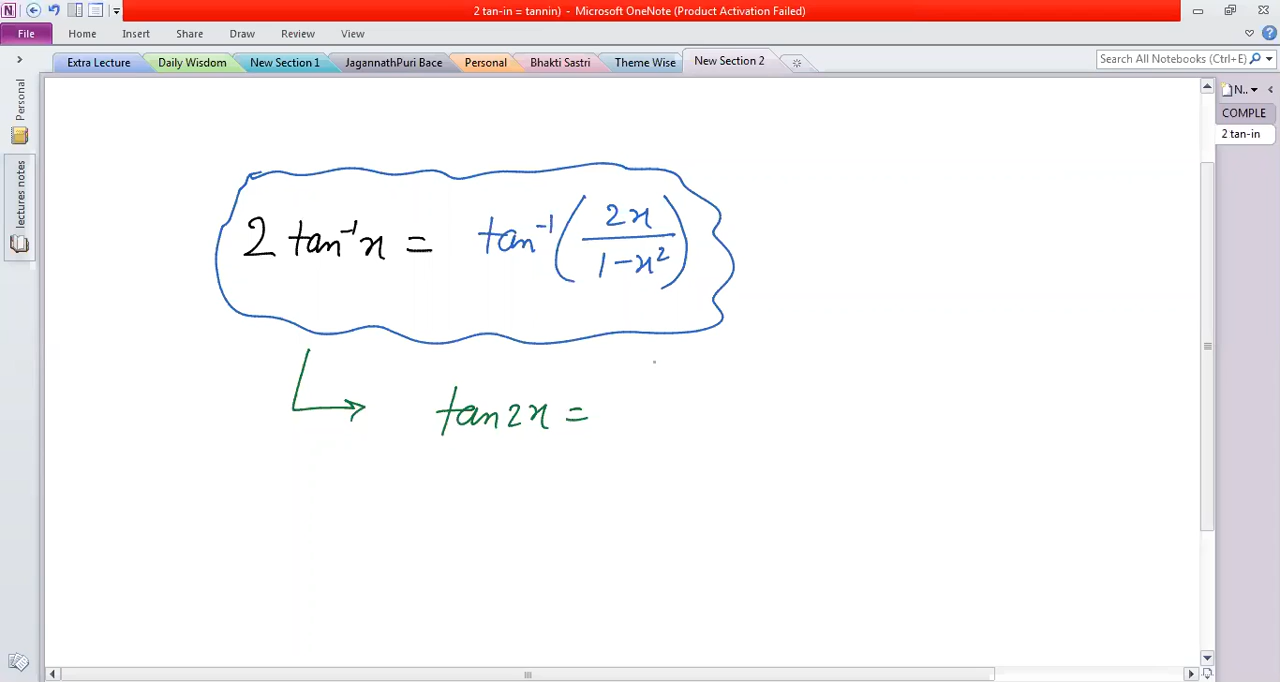 2 tan-in = tannin) - Microsoft OneNote (Product Activation Failed)
File Home Insert Share Draw Review View
Extra Lecture Daily Wisdom New Section 1 JagannathPuri Bace Personal Bhakti Sastri Theme Wise New Section 2
Search All Notebooks (Ctrl+E)
N..
Personal
lectures notes
COMPLE
2 tan-in
2 tan⁻¹x = tan⁻¹(2x/(1-x²))
tan2x =